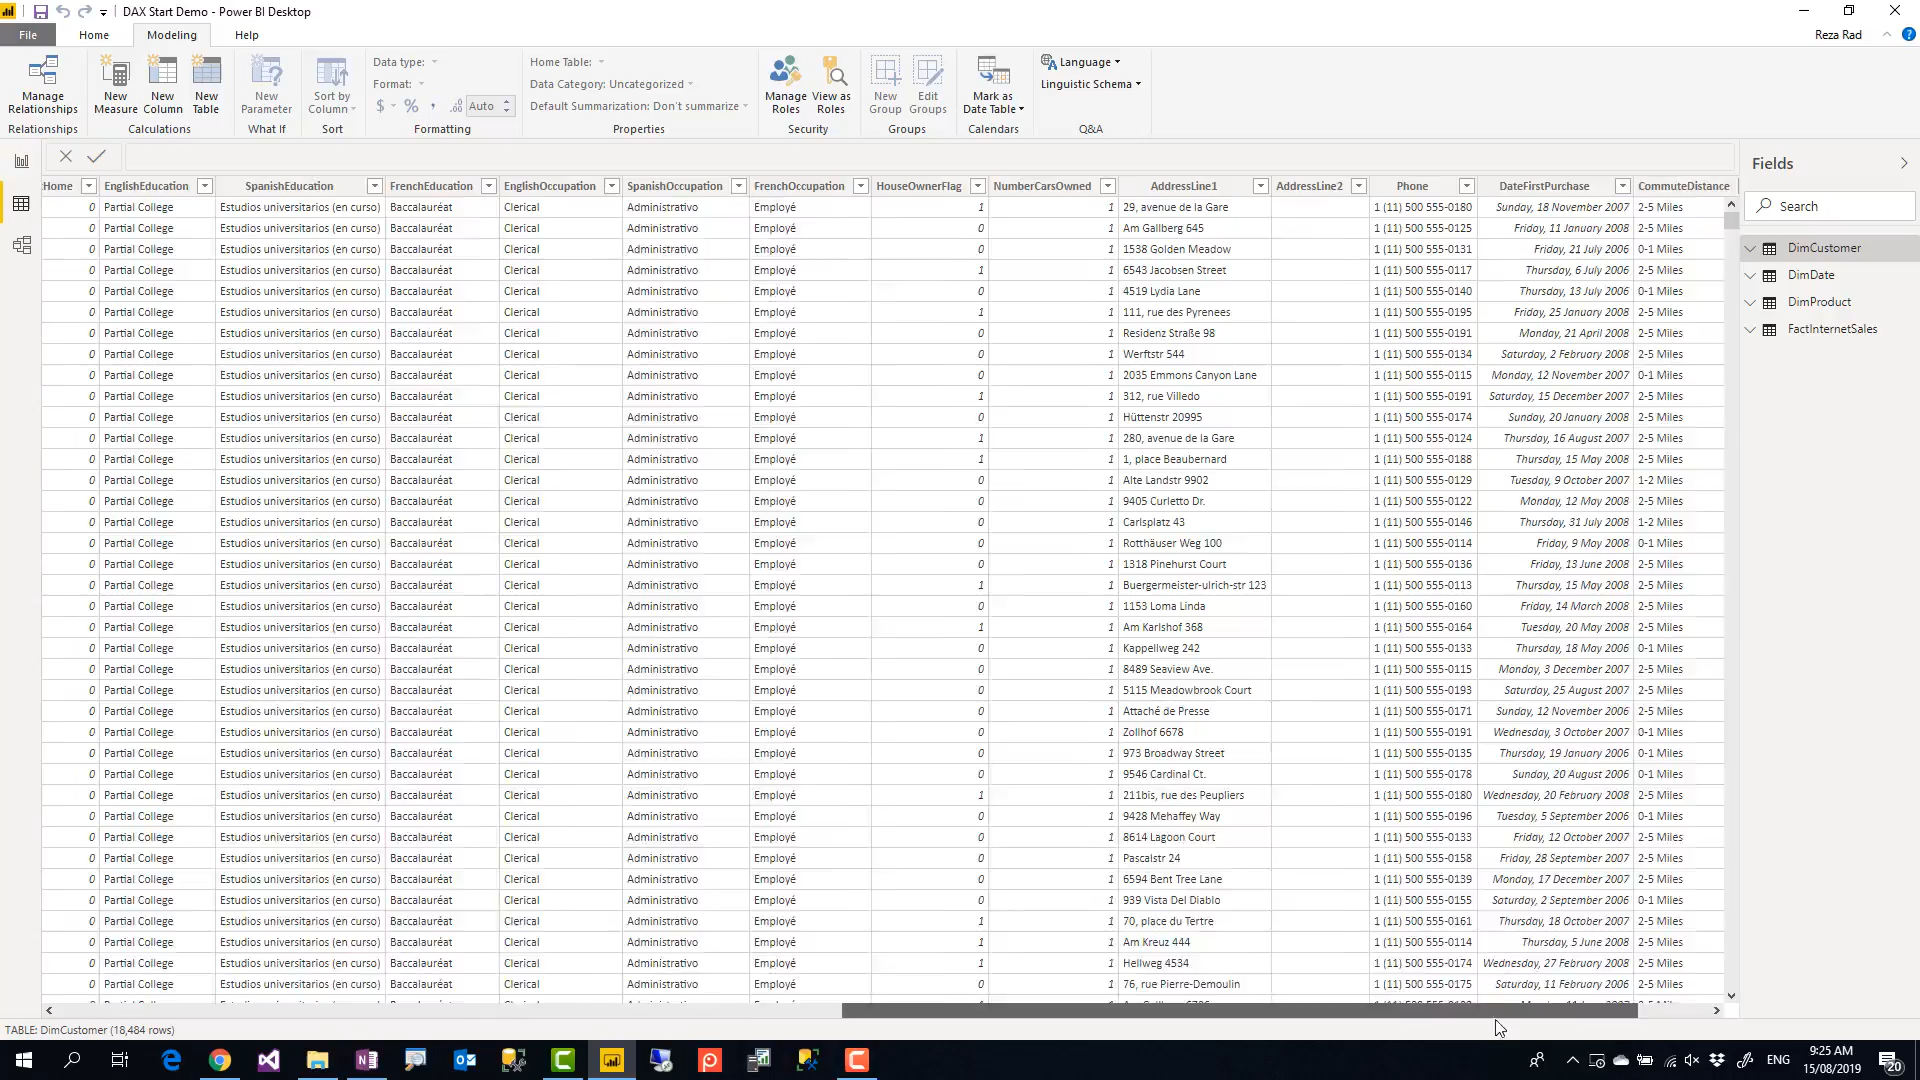 DAX Start Demo - Power BI Desktop
File Home Modeling Help Reza Rad
Manage Relationships New Measure New Column New Table New Parameter Sort by Column
Data type: Format: $ % , Auto
Home Table: Data Category: Uncategorized Default Summarization: Don't summarize
Manage Roles View as Roles New Group Edit Groups Mark as Date Table Language Linguistic Schema
Relationships Calculations What If Sort Formatting Properties Security Groups Calendars Q&A
Home EnglishEducation SpanishEducation FrenchEducation EnglishOccupation SpanishOccupation FrenchOccupation HouseOwnerFlag NumberCarsOwned AddressLine1 AddressLine2 Phone DateFirstPurchase CommuteDistance
0 Partial College Estudios universitarios (en curso) Baccalauréat Clerical Administrativo Employé 1 1 29, avenue de la Gare 1 (11) 500 555-0180 Sunday, 18 November 2007 2-5 Miles
0 Partial College Estudios universitarios (en curso) Baccalauréat Clerical Administrativo Employé 0 1 Am Gallberg 645 1 (11) 500 555-0125 Friday, 11 January 2008 2-5 Miles
0 Partial College Estudios universitarios (en curso) Baccalauréat Clerical Administrativo Employé 0 1 1538 Golden Meadow 1 (11) 500 555-0131 Friday, 21 July 2006 0-1 Miles
0 Partial College Estudios universitarios (en curso) Baccalauréat Clerical Administrativo Employé 1 1 6543 Jacobsen Street 1 (11) 500 555-0117 Thursday, 6 July 2006 2-5 Miles
0 Partial College Estudios universitarios (en curso) Baccalauréat Clerical Administrativo Employé 0 1 4519 Lydia Lane 1 (11) 500 555-0140 Thursday, 13 July 2006 0-1 Miles
0 Partial College Estudios universitarios (en curso) Baccalauréat Clerical Administrativo Employé 1 1 111, rue des Pyrenees 1 (11) 500 555-0195 Friday, 25 January 2008 2-5 Miles
0 Partial College Estudios universitarios (en curso) Baccalauréat Clerical Administrativo Employé 0 1 Residenz Straße 98 1 (11) 500 555-0191 Monday, 21 April 2008 2-5 Miles
0 Partial College Estudios universitarios (en curso) Baccalauréat Clerical Administrativo Employé 0 1 Werftstr 544 1 (11) 500 555-0134 Saturday, 2 February 2008 2-5 Miles
0 Partial College Estudios universitarios (en curso) Baccalauréat Clerical Administrativo Employé 0 1 2035 Emmons Canyon Lane 1 (11) 500 555-0115 Monday, 12 November 2007 0-1 Miles
0 Partial College Estudios universitarios (en curso) Baccalauréat Clerical Administrativo Employé 1 1 312, rue Villedo 1 (11) 500 555-0191 Saturday, 15 December 2007 2-5 Miles
0 Partial College Estudios universitarios (en curso) Baccalauréat Clerical Administrativo Employé 0 1 Hüttenstr 20995 1 (11) 500 555-0174 Sunday, 20 January 2008 2-5 Miles
0 Partial College Estudios universitarios (en curso) Baccalauréat Clerical Administrativo Employé 1 1 280, avenue de la Gare 1 (11) 500 555-0124 Thursday, 16 August 2007 2-5 Miles
0 Partial College Estudios universitarios (en curso) Baccalauréat Clerical Administrativo Employé 1 1 1, place Beaubernard 1 (11) 500 555-0188 Thursday, 15 May 2008 2-5 Miles
0 Partial College Estudios universitarios (en curso) Baccalauréat Clerical Administrativo Employé 0 1 Alte Landstr 9902 1 (11) 500 555-0129 Tuesday, 9 October 2007 1-2 Miles
0 Partial College Estudios universitarios (en curso) Baccalauréat Clerical Administrativo Employé 0 1 9405 Curletto Dr. 1 (11) 500 555-0122 Monday, 12 May 2008 2-5 Miles
0 Partial College Estudios universitarios (en curso) Baccalauréat Clerical Administrativo Employé 0 1 Carlsplatz 43 1 (11) 500 555-0146 Thursday, 31 July 2008 1-2 Miles
0 Partial College Estudios universitarios (en curso) Baccalauréat Clerical Administrativo Employé 0 1 Rotthäuser Weg 100 1 (11) 500 555-0114 Friday, 9 May 2008 0-1 Miles
0 Partial College Estudios universitarios (en curso) Baccalauréat Clerical Administrativo Employé 0 1 1318 Pinehurst Court 1 (11) 500 555-0136 Friday, 13 June 2008 2-5 Miles
0 Partial College Estudios universitarios (en curso) Baccalauréat Clerical Administrativo Employé 1 1 Buergermeister-ulrich-str 123 1 (11) 500 555-0113 Thursday, 15 May 2008 2-5 Miles
0 Partial College Estudios universitarios (en curso) Baccalauréat Clerical Administrativo Employé 0 1 1153 Loma Linda 1 (11) 500 555-0160 Friday, 14 March 2008 2-5 Miles
0 Partial College Estudios universitarios (en curso) Baccalauréat Clerical Administrativo Employé 1 1 Am Karlshof 368 1 (11) 500 555-0164 Tuesday, 20 May 2008 0-1 Miles
0 Partial College Estudios universitarios (en curso) Baccalauréat Clerical Administrativo Employé 0 1 Kappellweg 242 1 (11) 500 555-0133 Thursday, 18 May 2006 0-1 Miles
0 Partial College Estudios universitarios (en curso) Baccalauréat Clerical Administrativo Employé 0 1 8489 Seaview Ave. 1 (11) 500 555-0115 Monday, 3 December 2007 2-5 Miles
0 Partial College Estudios universitarios (en curso) Baccalauréat Clerical Administrativo Employé 0 1 5115 Meadowbrook Court 1 (11) 500 555-0193 Saturday, 25 August 2007 2-5 Miles
0 Partial College Estudios universitarios (en curso) Baccalauréat Clerical Administrativo Employé 0 1 Attaché de Presse 1 (11) 500 555-0171 Sunday, 12 November 2006 0-1 Miles
0 Partial College Estudios universitarios (en curso) Baccalauréat Clerical Administrativo Employé 0 1 Zollhof 6678 1 (11) 500 555-0191 Wednesday, 3 October 2007 0-1 Miles
0 Partial College Estudios universitarios (en curso) Baccalauréat Clerical Administrativo Employé 0 1 973 Broadway Street 1 (11) 500 555-0135 Thursday, 19 January 2006 0-1 Miles
0 Partial College Estudios universitarios (en curso) Baccalauréat Clerical Administrativo Employé 0 1 9546 Cardinal Ct. 1 (11) 500 555-0178 Sunday, 20 August 2006 0-1 Miles
0 Partial College Estudios universitarios (en curso) Baccalauréat Clerical Administrativo Employé 1 1 211bis, rue des Peupliers 1 (11) 500 555-0180 Wednesday, 20 February 2008 2-5 Miles
0 Partial College Estudios universitarios (en curso) Baccalauréat Clerical Administrativo Employé 0 1 9428 Mehaffey Way 1 (11) 500 555-0196 Tuesday, 5 September 2006 0-1 Miles
0 Partial College Estudios universitarios (en curso) Baccalauréat Clerical Administrativo Employé 0 1 8614 Lagoon Court 1 (11) 500 555-0133 Friday, 12 October 2007 2-5 Miles
0 Partial College Estudios universitarios (en curso) Baccalauréat Clerical Administrativo Employé 0 1 Pascalstr 24 1 (11) 500 555-0158 Friday, 28 September 2007 2-5 Miles
0 Partial College Estudios universitarios (en curso) Baccalauréat Clerical Administrativo Employé 0 1 6594 Bent Tree Lane 1 (11) 500 555-0139 Monday, 17 December 2007 2-5 Miles
0 Partial College Estudios universitarios (en curso) Baccalauréat Clerical Administrativo Employé 0 1 939 Vista Del Diablo 1 (11) 500 555-0155 Saturday, 2 September 2006 0-1 Miles
0 Partial College Estudios universitarios (en curso) Baccalauréat Clerical Administrativo Employé 1 1 70, place du Tertre 1 (11) 500 555-0161 Thursday, 18 October 2007 2-5 Miles
0 Partial College Estudios universitarios (en curso) Baccalauréat Clerical Administrativo Employé 1 1 Am Kreuz 444 1 (11) 500 555-0114 Thursday, 5 June 2008 2-5 Miles
0 Partial College Estudios universitarios (en curso) Baccalauréat Clerical Administrativo Employé 1 1 Hellweg 4534 1 (11) 500 555-0174 Wednesday, 27 February 2008 2-5 Miles
0 Partial College Estudios universitarios (en curso) Baccalauréat Clerical Administrativo Employé 0 1 76, rue Pierre-Demoulin 1 (11) 500 555-0175 Saturday, 11 February 2006 2-5 Miles
Fields
Search
DimCustomer
DimDate
DimProduct
FactInternetSales
TABLE: DimCustomer (18,484 rows)
ENG 9:25 AM
15/08/2019 20